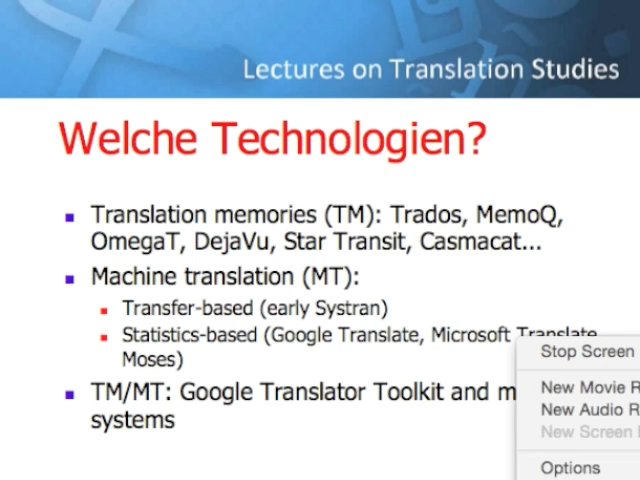 Lectures on Translation Studies
Welche Technologien?
Translation memories (TM): Trados, MemoQ,
OmegaT, DejaVu, Star Transit, Casmacat...
Machine translation (MT):
Transfer-based (early Systran)
Statistics-based (Google Translate, Microsoft Translate,
Moses)
TM/MT: Google Translator Toolkit and
systems
Stop Screen
New Movie R
New Audio R
New Screen
Options